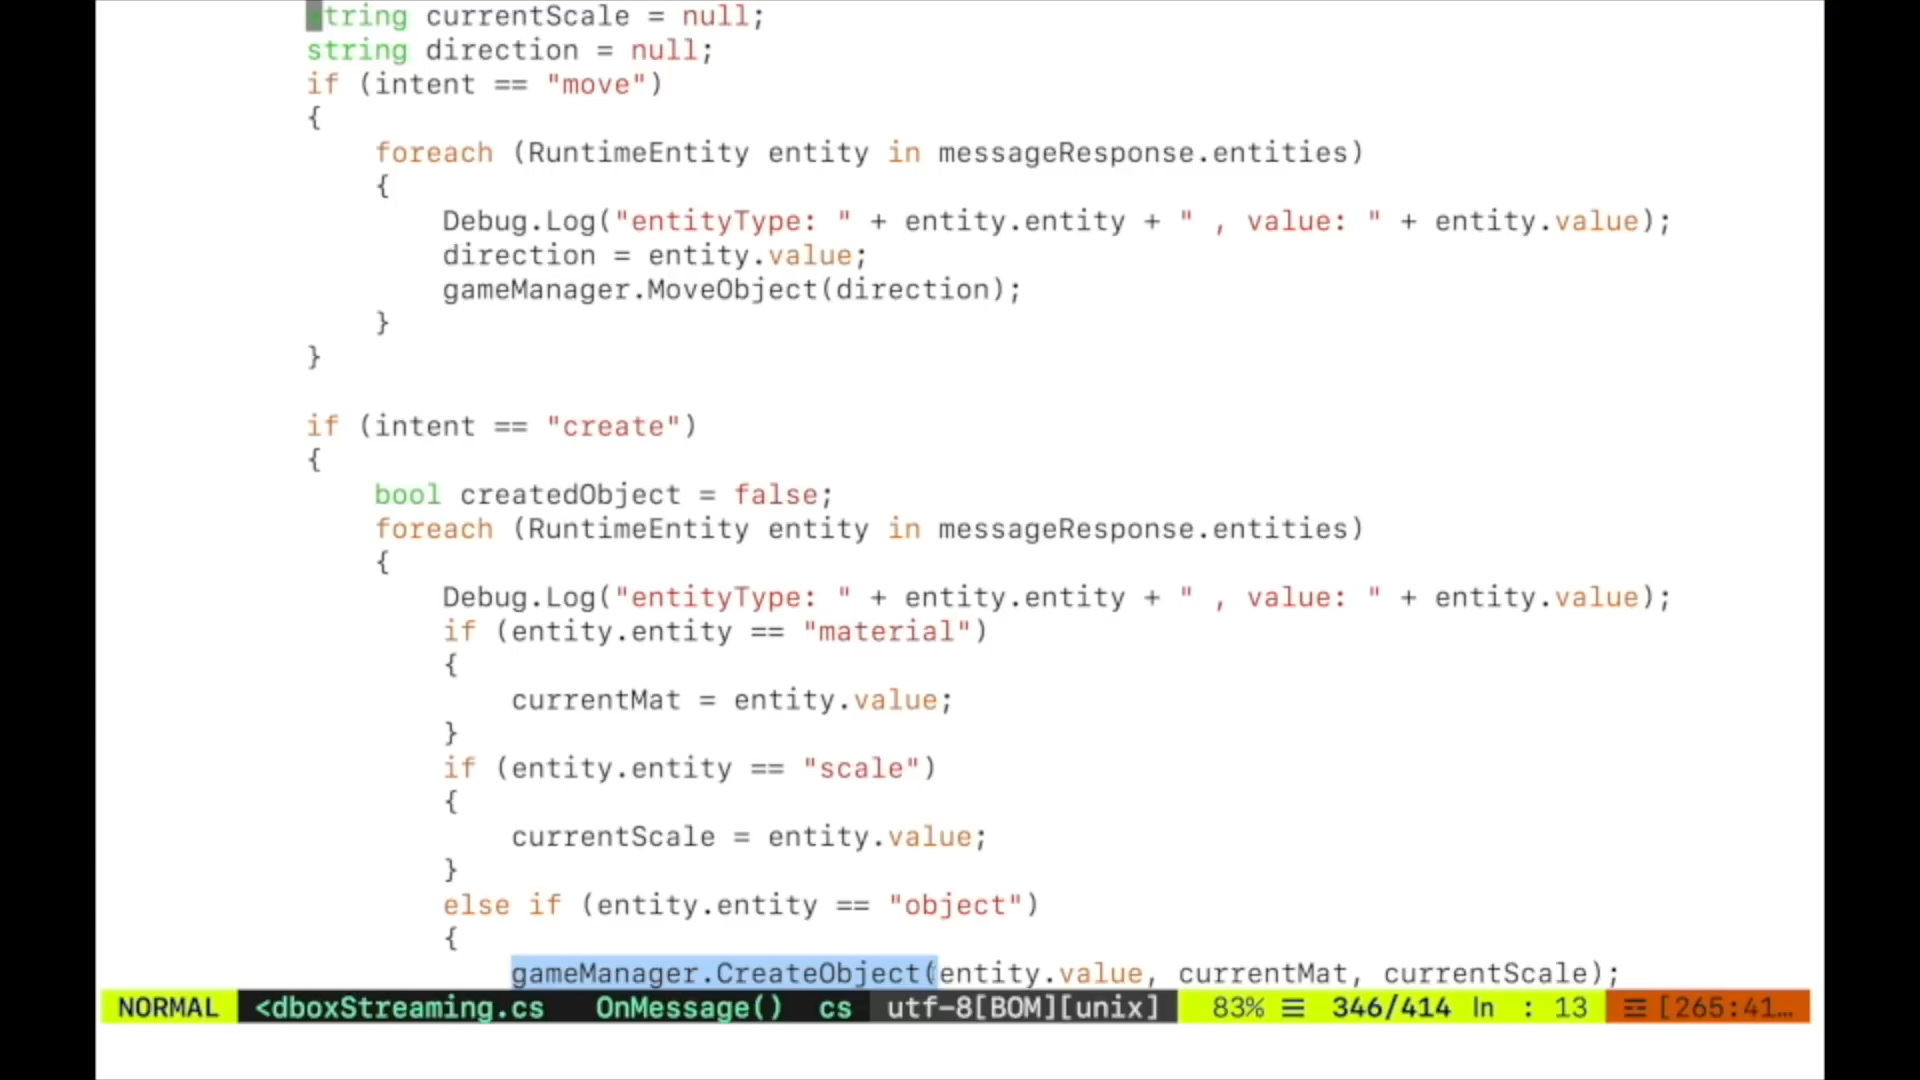 string currentScale = null;
string direction = null;
if (intent == "move")
{
foreach (RuntimeEntity entity in messageResponse.entities)
{
Debug.Log("entityType: " + entity.entity + " , value: " + entity.value);
direction = entity.value;
gameManager.MoveObject(direction);
}
}
if (intent == "create")
{
bool createdObject = false;
foreach (RuntimeEntity entity in messageResponse.entities)
{
Debug.Log("entityType: " + entity.entity + " , value: " + entity.value);
if (entity.entity == "material")
{
currentMat = entity.value;
}
if (entity.entity == "scale")
{
currentScale = entity.value;
}
else if (entity.entity == "object")
{
gameManager.CreateObject(entity.value, currentMat, currentScale);
NORMAL <dboxStreaming.cs OnMessage() cs utf-8[BOM][unix] 83% ☰ 346/414 ln : 13 ☲ [265:41…